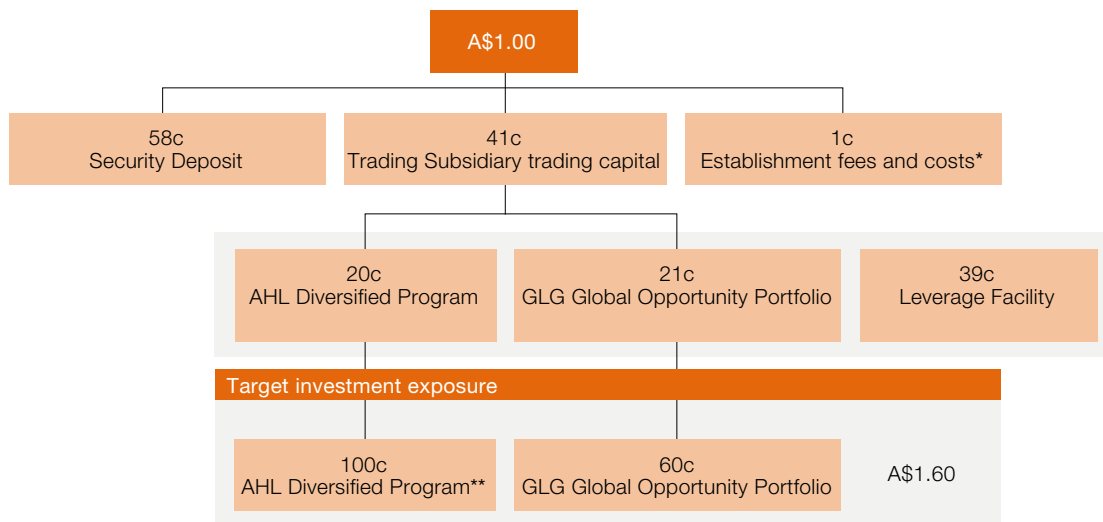 A$1.00
58c
Security Deposit
41c
Trading Subsidiary trading capital
1c
Establishment fees and costs*
20c
AHL Diversified Program
21c
GLG Global Opportunity Portfolio
39c
Leverage Facility
Target investment exposure
100c
AHL Diversified Program**
60c
GLG Global Opportunity Portfolio
A$1.60